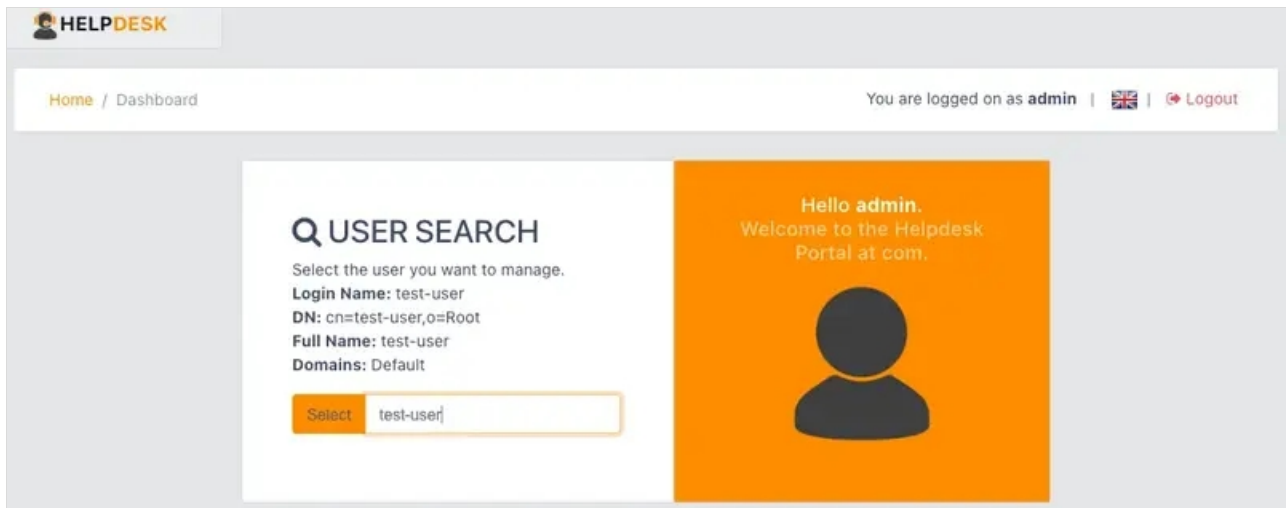 HELPDESK
Home / Dashboard
You are logged on as admin | | Logout
USER SEARCH
Select the user you want to manage.
Login Name: test-user
DN: cn=test-user,o=Root
Full Name: test-user
Domains: Default
Select test-user
Hello admin.
Welcome to the Helpdesk
Portal at com.